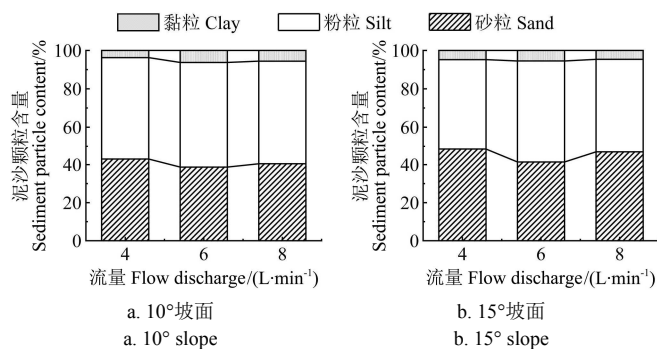 黏粒 Clay 粉粒 Silt 砂粒 Sand
泥沙颗粒含量
Sediment particle content/%
100
80
60
40
20
0
4 6 8
流量 Flow discharge/(L·min⁻¹)
a. 10°坡面
a. 10° slope
泥沙颗粒含量
Sediment particle content/%
100
80
60
40
20
0
4 6 8
流量 Flow discharge/(L·min⁻¹)
b. 15°坡面
b. 15° slope